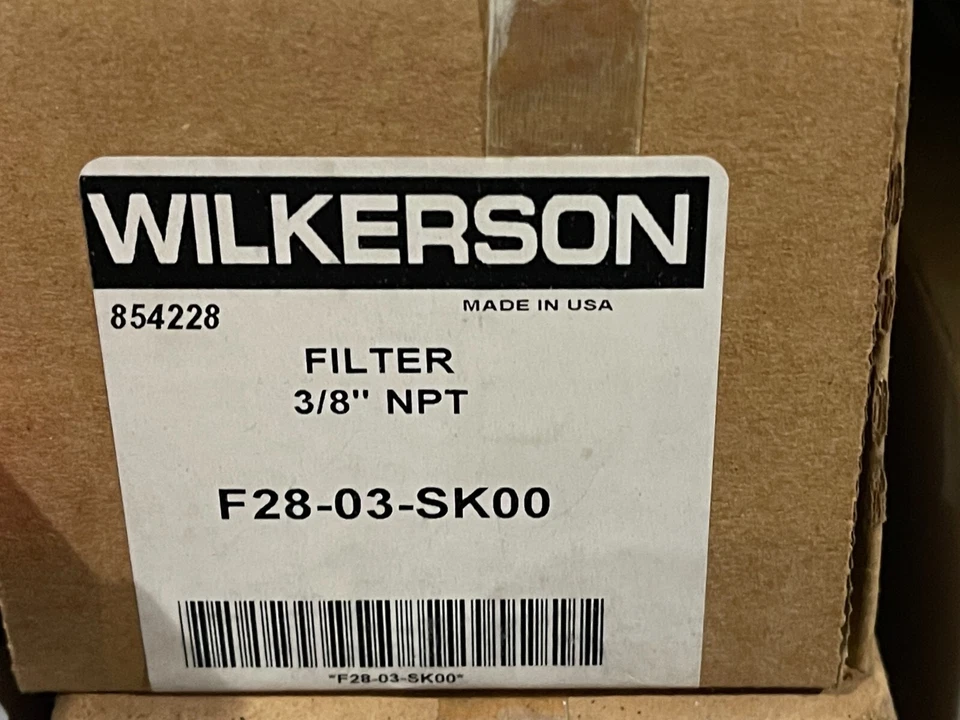 WILKERSON
854228
MADE IN USA
FILTER
3/8" NPT
F28-03-SK00
*F28-03-SK00*